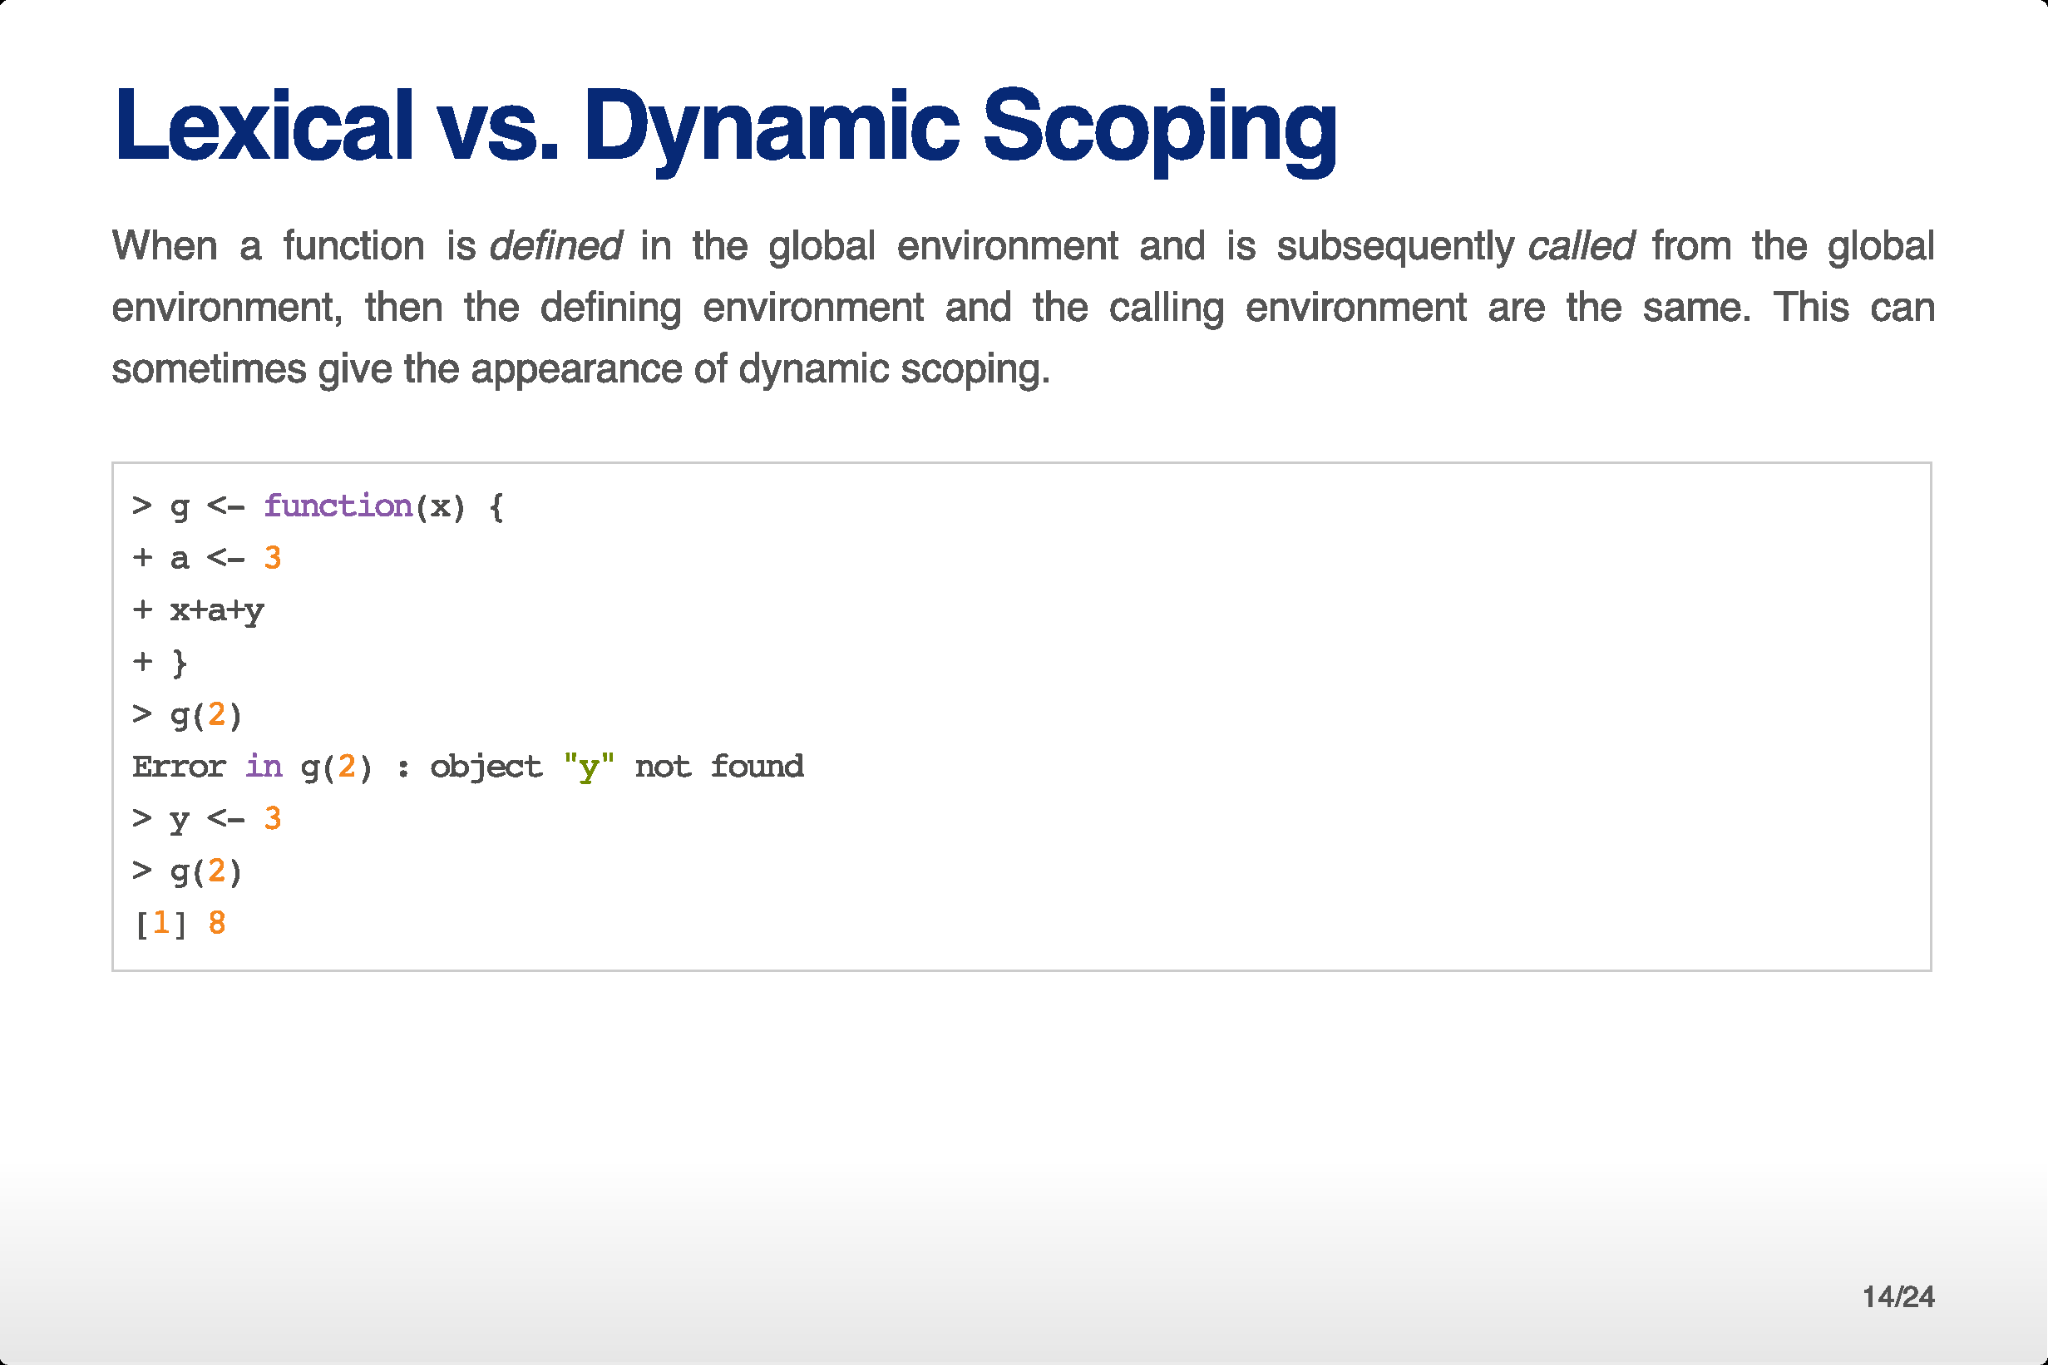 Lexical vs. Dynamic Scoping
When a function is defined in the global environment and is subsequently called from the global
environment, then the defining environment and the calling environment are the same. This can
sometimes give the appearance of dynamic scoping.
> g <- function(x) {
+ a <- 3
+ x+a+y
+ }
> g(2)
Error in g(2) : object "y" not found
> y <- 3
> g(2)
[1] 8
14/24